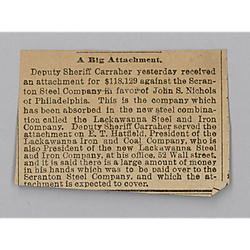 A Big Attachment.
Deputy Sheriff Carraher yesterday received
an attachment for $118,129 against the Scran-
ton Steel Company in favor of John S. Nichols
of Philadelphia. This is the company which
has been absorbed in the new steel combina-
tion called the Lackawanna Steel and Iron
Company. Deputy Sheriff Carraher served the
attachment on E. T. Hatfield, President of the
Lackawanna Iron and Coal Company, who is
also President of the new Lackawanna Steel
and Iron Company, at his office, 52 Wall street,
and it is said there is a large amount of money
in his hands which was to be paid over to the
Scranton Steel Company, and which the at-
tachment is expected to cover.